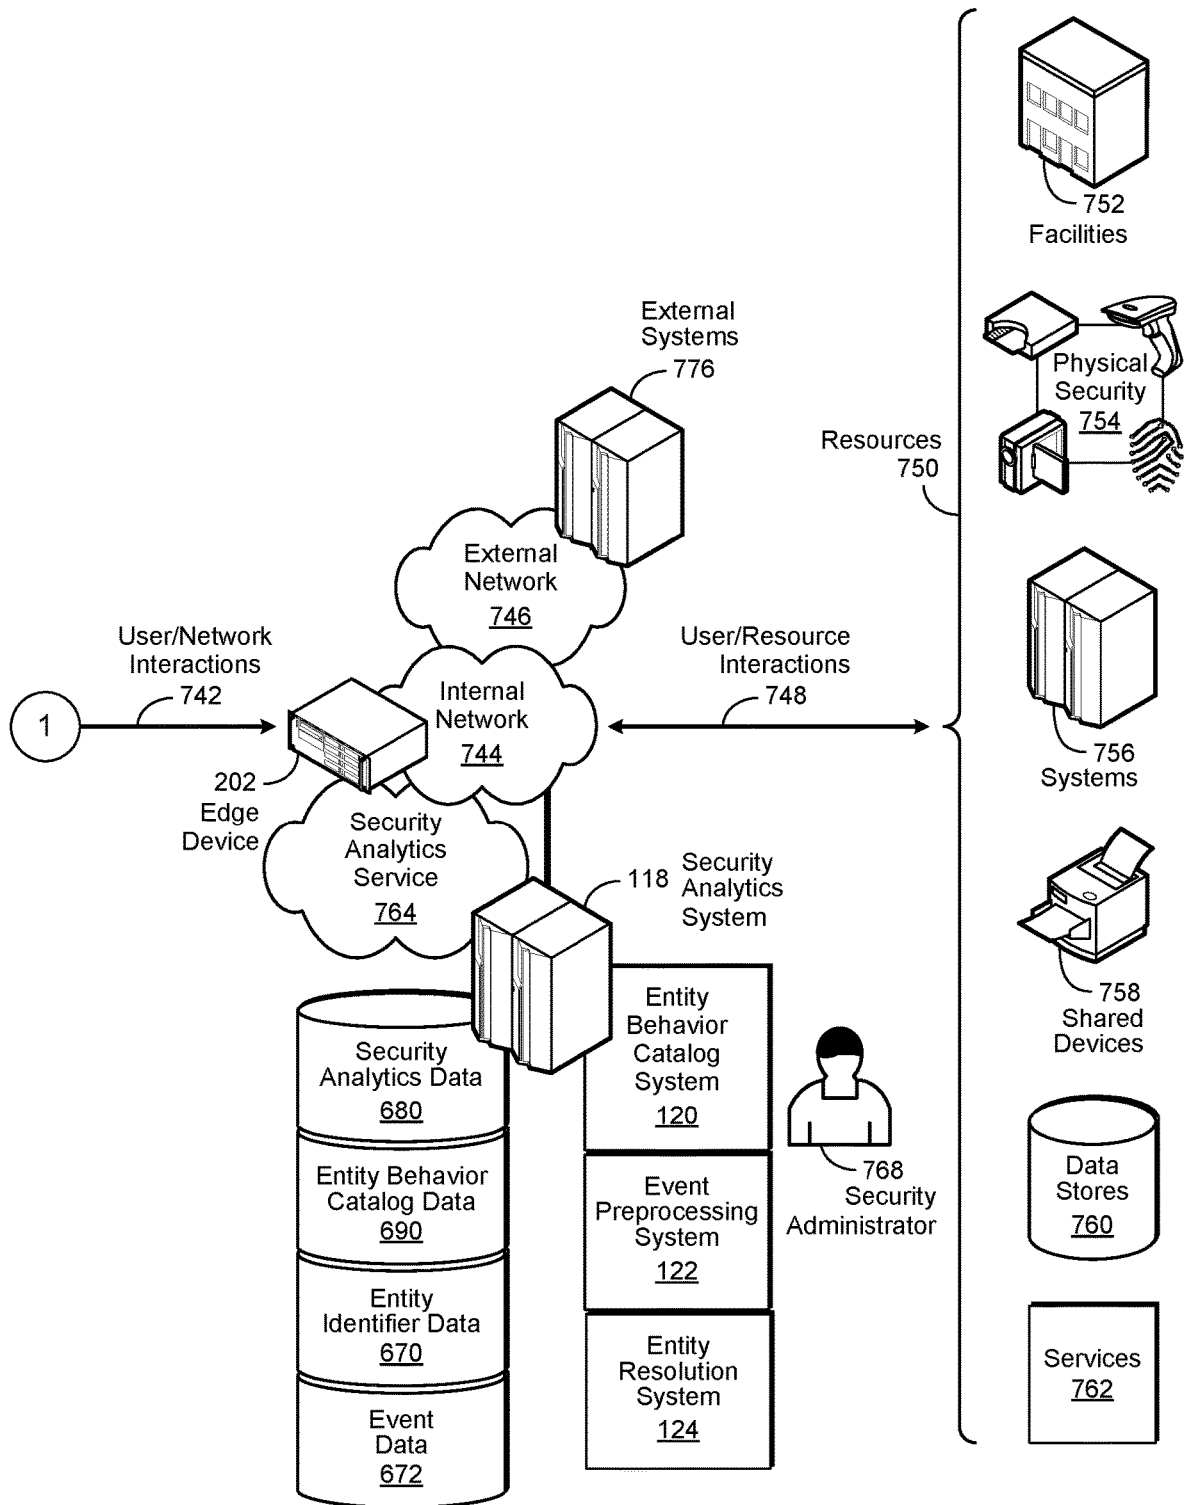 752
Facilities
Physical
Security
754
External
Systems
776
Resources
750
External
Network
746
User/Network
Interactions
742
User/Resource
Interactions
748
1
Internal
Network
744
756
Systems
202
Edge
Device
Security
Analytics
Service
764
118
Security
Analytics
System
758
Shared
Devices
Security
Analytics Data
680
Entity
Behavior
Catalog
System
120
Entity Behavior
Catalog Data
690
Event
Preprocessing
System
122
768
Security
Administrator
Data
Stores
760
Entity
Identifier Data
670
Entity
Resolution
System
124
Services
762
Event
Data
672